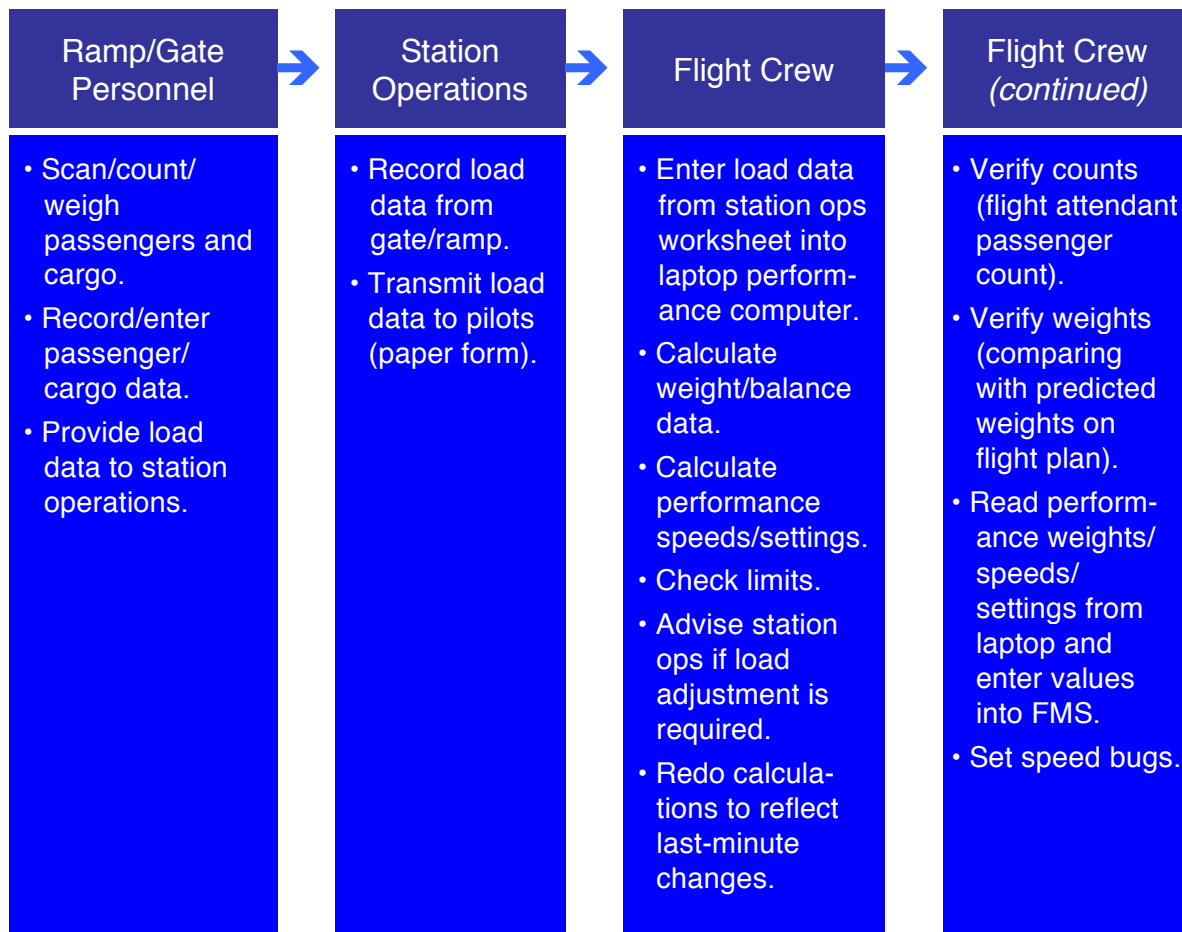 Ramp/Gate
Personnel
Station
Operations
Flight Crew
Flight Crew
(continued)
• Scan/count/
weigh
passengers and
cargo.
• Record/enter
passenger/
cargo data.
• Provide load
data to station
operations.
• Record load
data from
gate/ramp.
• Transmit load
data to pilots
(paper form).
• Enter load data
from station ops
worksheet into
laptop perform-
ance computer.
• Calculate
weight/balance
data.
• Calculate
performance
speeds/settings.
• Check limits.
• Advise station
ops if load
adjustment is
required.
• Redo calcula-
tions to reflect
last-minute
changes.
• Verify counts
(flight attendant
passenger
count).
• Verify weights
(comparing
with predicted
weights on
flight plan).
• Read perform-
ance weights/
speeds/
settings from
laptop and
enter values
into FMS.
• Set speed bugs.